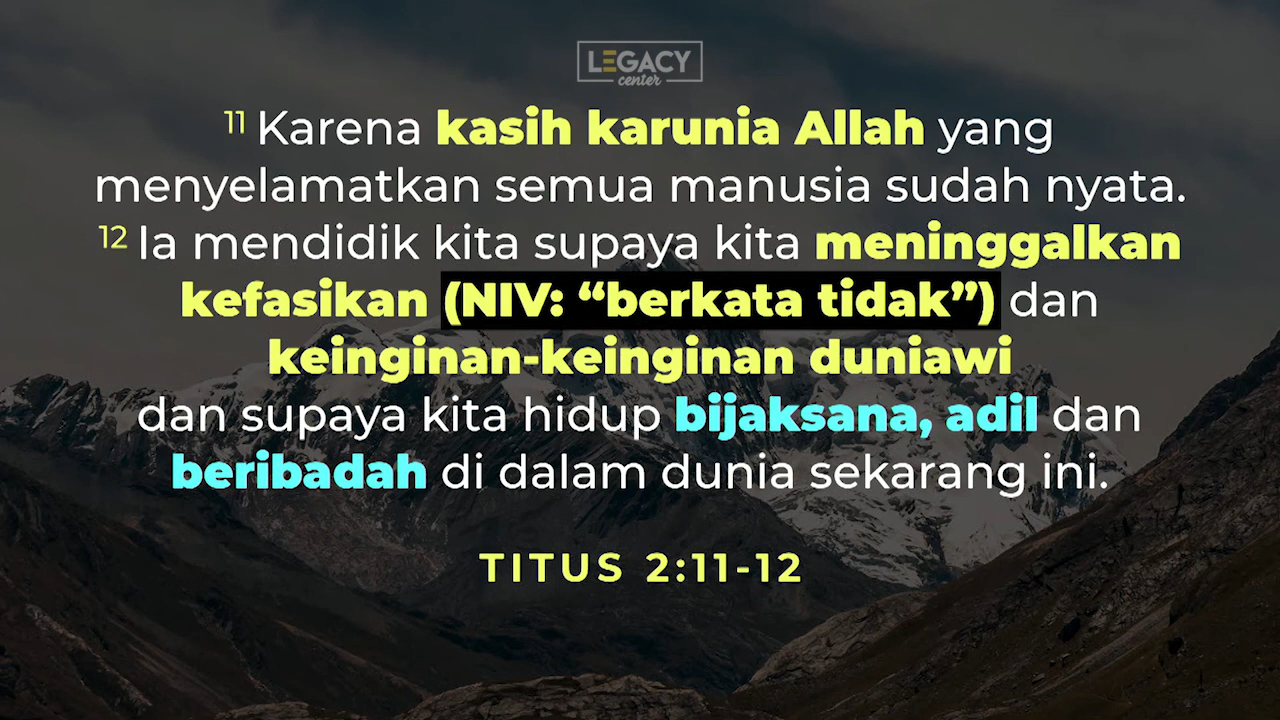 LEGACY
center
11 Karena kasih karunia Allah yang
menyelamatkan semua manusia sudah nyata.
12 Ia mendidik kita supaya kita meninggalkan
kefasikan (NIV: “berkata tidak”) dan
keinginan-keinginan duniawi
dan supaya kita hidup bijaksana, adil dan
beribadah di dalam dunia sekarang ini.
TITUS 2:11-12